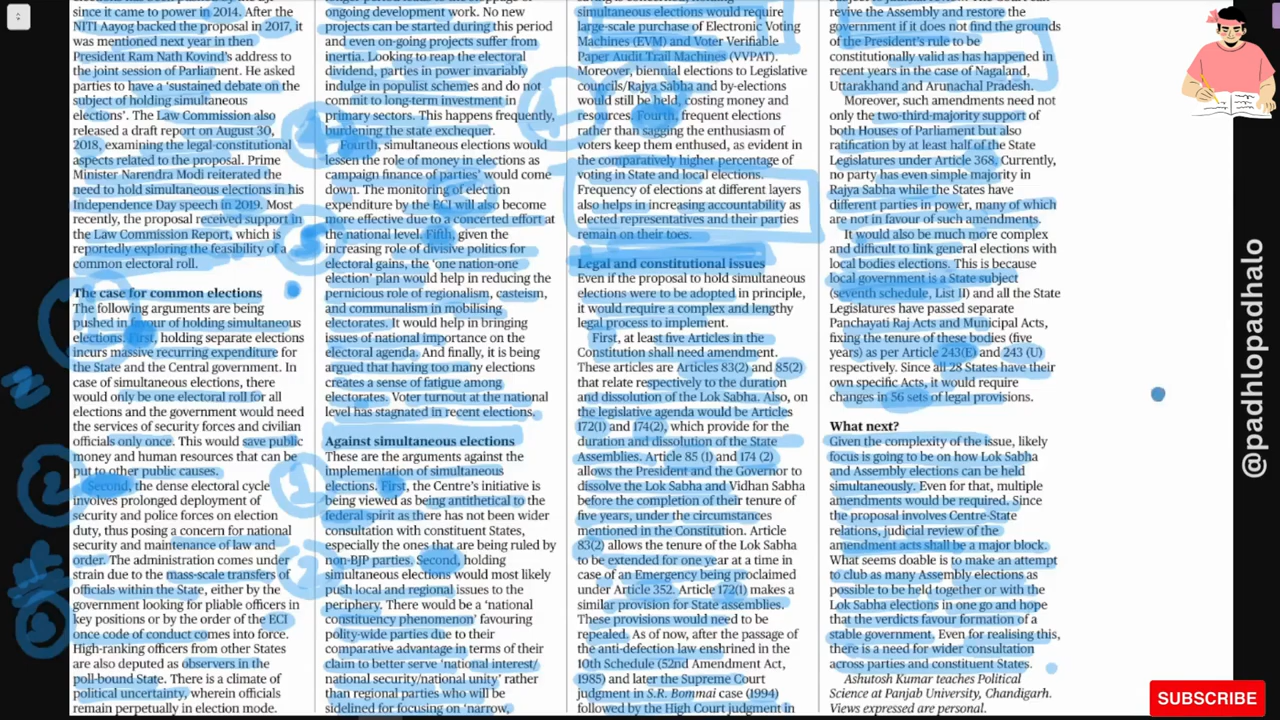 since it came to power in 2014. After the
NITI Aayog backed the proposal in 2017, it
was mentioned next year in then
President Ram Nath Kovind's address to
the joint session of Parliament. He asked
parties to have a 'sustained debate on the
subject of holding simultaneous
elections'. The Law Commission also
released a draft report on August 30,
2018, examining the legal-constitutional
aspects related to the proposal. Prime
Minister Narendra Modi reiterated the
need to hold simultaneous elections in his
Independence Day speech in 2019. Most
recently, the proposal received support in
the Law Commission Report, which is
reportedly exploring the feasibility of a
common electoral roll.
The case for common elections
The following arguments are being
pushed in favour of holding simultaneous
elections. First, holding separate elections
incurs massive recurring expenditure for
the State and the Central government. In
case of simultaneous elections, there
would only be one electoral roll for all
elections and the government would need
the services of security forces and civilian
officials only once. This would save public
money and human resources that can be
put to other public causes.
Second, the dense electoral cycle
involves prolonged deployment of
security and police forces on election
duty, thus posing a concern for national
security and maintenance of law and
order. The administration comes under
strain due to the mass-scale transfers of
officials within the State, either by the
government looking for pliable officers in
key positions or by the order of the ECI
once code of conduct comes into force.
High-ranking officers from other States
are also deputed as observers in the
poll-bound State. There is a climate of
political uncertainty, wherein officials
remain perpetually in election mode.
ongoing development work. No new
projects can be started during this period
and even on-going projects suffer from
inertia. Looking to reap the electoral
dividend, parties in power invariably
indulge in populist schemes and do not
commit to long-term investment in
primary sectors. This happens frequently,
burdening the state exchequer.
Fourth, simultaneous elections would
lessen the role of money in elections as
campaign finance of parties' would come
down. The monitoring of election
expenditure by the ECI will also become
more effective due to a concerted effort at
the national level. Fifth, given the
increasing role of divisive politics for
electoral gains, the 'one nation-one
election' plan would help in reducing the
pernicious role of regionalism, casteism,
and communalism in mobilising
electorates. It would help in bringing
issues of national importance on the
electoral agenda. And finally, it is being
argued that having too many elections
creates a sense of fatigue among
electorates. Voter turnout at the national
level has stagnated in recent elections.
Against simultaneous elections
These are the arguments against the
implementation of simultaneous
elections. First, the Centre's initiative is
being viewed as being antithetical to the
federal spirit as there has not been wider
consultation with constituent States,
especially the ones that are being ruled by
non-BJP parties. Second, holding
simultaneous elections would most likely
push local and regional issues to the
periphery. There would be a 'national
constituency phenomenon' favouring
polity-wide parties due to their
comparative advantage in terms of their
claim to better serve 'national interest/
national security/national unity' rather
than regional parties who will be
sidelined for focusing on 'narrow,
simultaneous elections would require
large-scale purchase of Electronic Voting
Machines (EVM) and Voter Verifiable
Paper Audit Trail Machines (VVPAT).
Moreover, biennial elections to Legislative
councils/Rajya Sabha and by-elections
would still be held, costing money and
resources. Fourth, frequent elections
rather than sagging the enthusiasm of
voters keep them enthused, as evident in
the comparatively higher percentage of
voting in State and local elections.
Frequency of elections at different layers
also helps in increasing accountability as
elected representatives and their parties
remain on their toes.
Legal and constitutional issues
Even if the proposal to hold simultaneous
elections were to be adopted in principle,
it would require a complex and lengthy
legal process to implement.
First, at least five Articles in the
Constitution shall need amendment.
These articles are Articles 83(2) and 85(2)
that relate respectively to the duration
and dissolution of the Lok Sabha. Also, on
the legislative agenda would be Articles
172(1) and 174(2), which provide for the
duration and dissolution of the State
Assemblies. Article 85 (1) and 174 (2)
allows the President and the Governor to
dissolve the Lok Sabha and Vidhan Sabha
before the completion of their tenure of
five years, under the circumstances
mentioned in the Constitution. Article
83(2) allows the tenure of the Lok Sabha
to be extended for one year at a time in
case of an Emergency being proclaimed
under Article 352. Article 172(1) makes a
similar provision for State assemblies.
These provisions would need to be
repealed. As of now, after the passage of
the anti-defection law enshrined in the
10th Schedule (52nd Amendment Act,
1985) and later the Supreme Court
judgment in S.R. Bommai case (1994)
followed by the High Court judgment in
revive the Assembly and restore the
government if it does not find the grounds
of the President's rule to be
constitutionally valid as has happened in
recent years in the case of Nagaland,
Uttarakhand and Arunachal Pradesh.
Moreover, such amendments need not
only the two-third-majority support of
both Houses of Parliament but also
ratification by at least half of the State
Legislatures under Article 368. Currently,
no party has even simple majority in
Rajya Sabha while the States have
different parties in power, many of which
are not in favour of such amendments.
It would also be much more complex
and difficult to link general elections with
local bodies elections. This is because
local government is a State subject
(seventh schedule, List II) and all the State
Legislatures have passed separate
Panchayati Raj Acts and Municipal Acts,
fixing the tenure of these bodies (five
years) as per Article 243(E) and 243 (U)
respectively. Since all 28 States have their
own specific Acts, it would require
changes in 56 sets of legal provisions.
What next?
Given the complexity of the issue, likely
focus is going to be on how Lok Sabha
and Assembly elections can be held
simultaneously. Even for that, multiple
amendments would be required. Since
the proposal involves Centre-State
relations, judicial review of the
amendment acts shall be a major block.
What seems doable is to make an attempt
to club as many Assembly elections as
possible to be held together or with the
Lok Sabha elections in one go and hope
that the verdicts favour formation of a
stable government. Even for realising this,
there is a need for wider consultation
across parties and constituent States.
Ashutosh Kumar teaches Political
Science at Panjab University, Chandigarh.
Views expressed are personal.
@padhlopadhalo
SUBSCRIBE